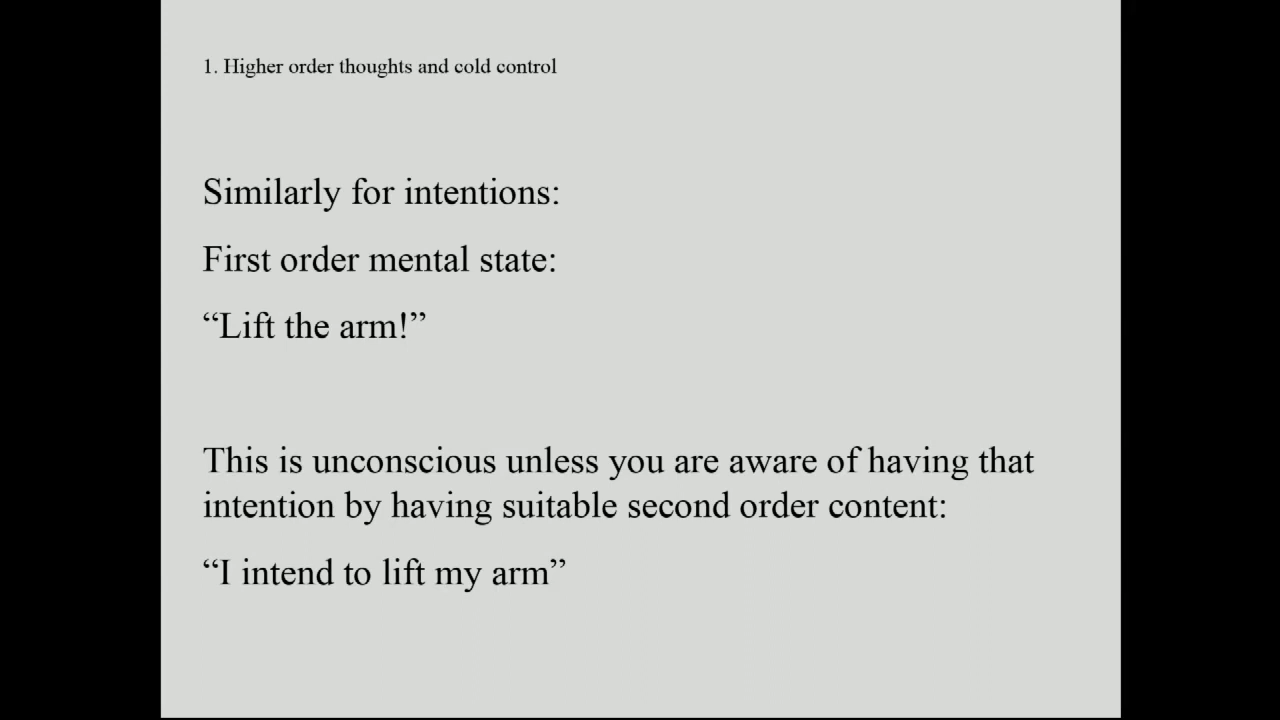 1. Higher order thoughts and cold control
Similarly for intentions:
First order mental state:
“Lift the arm!”
This is unconscious unless you are aware of having that
intention by having suitable second order content:
“I intend to lift my arm”